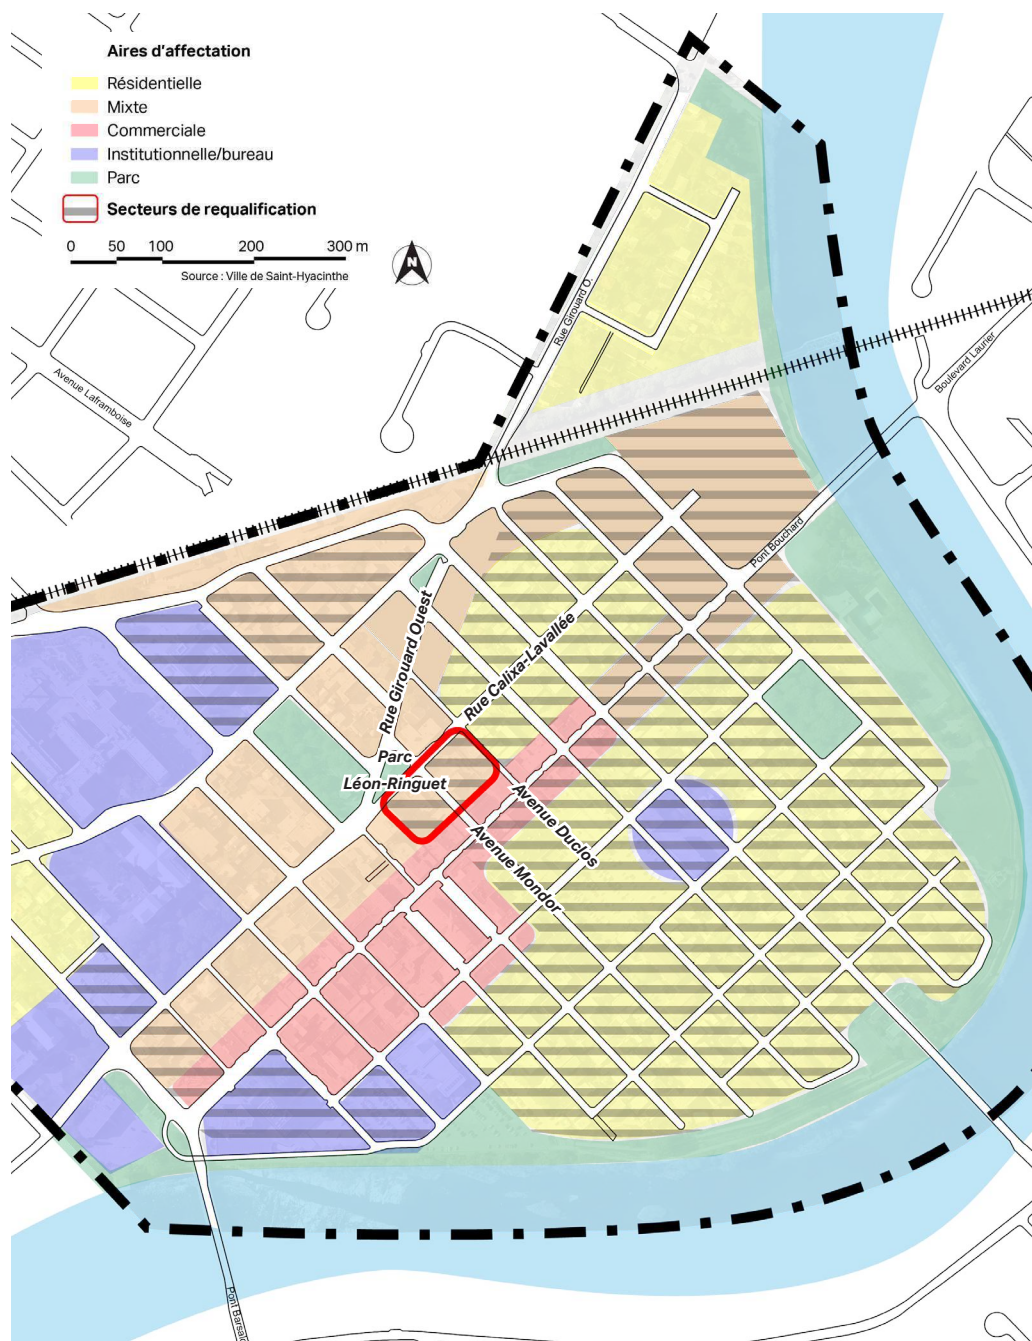 Aires d'affectation
Résidentielle
Mixte
Commerciale
Institutionnelle/bureau
Parc
Secteurs de requalification
0 50 100 200 300 m
Source : Ville de Saint-Hyacinthe
N
Rue Girouard O.
Avenue Laframboise
Boulevard Laurier
Pont Bouchard
Rue Girouard Ouest
Rue Calixa-Lavallée
Parc
Léon-Ringuet
Avenue Duclos
Avenue Mondor